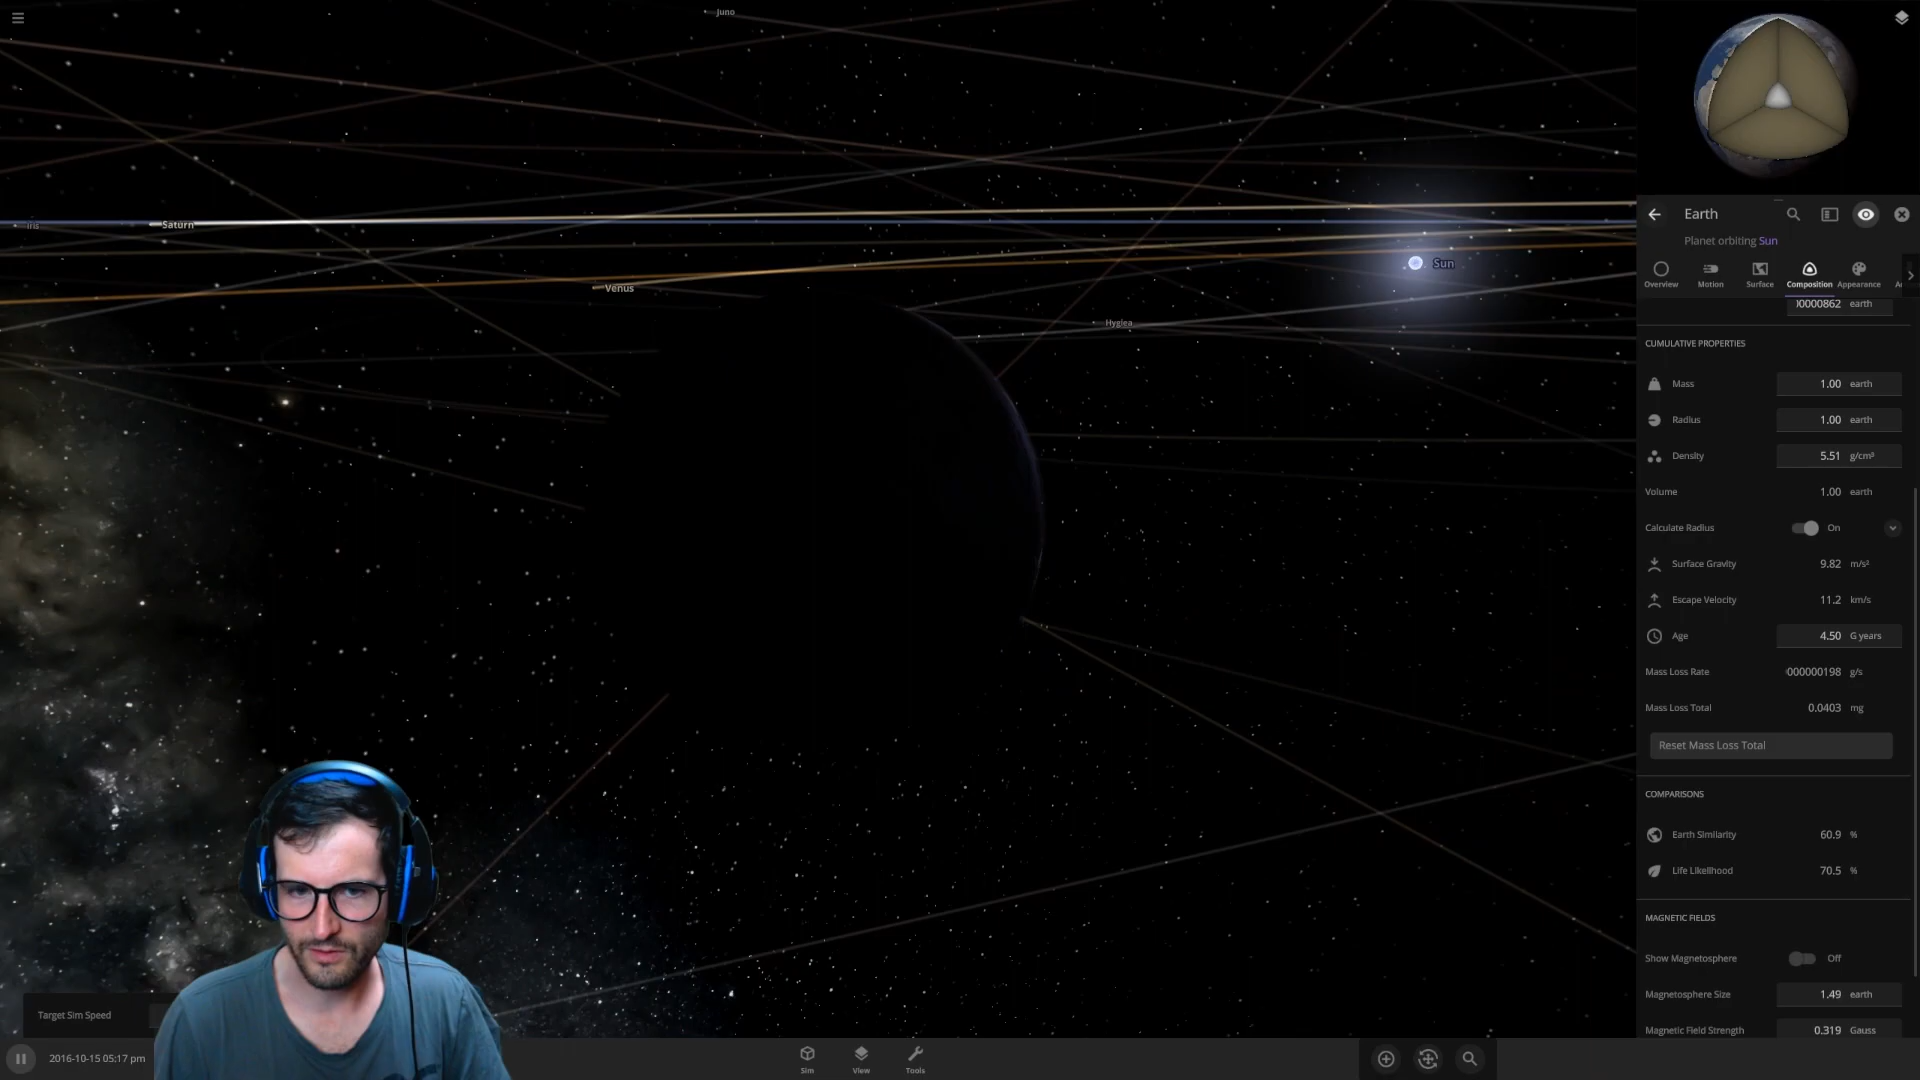 Juno
Iris
Saturn
Venus
Sun
Hygiea
Earth
Planet orbiting Sun
Overview
Motion
Surface
Composition
Appearance
00000862 earth
CUMULATIVE PROPERTIES
Mass 1.00 earth
Radius 1.00 earth
Density 5.51 g/cm³
Volume 1.00 earth
Calculate Radius On
Surface Gravity 9.82 m/s²
Escape Velocity 11.2 km/s
Age 4.50 G years
Mass Loss Rate 000000198 g/s
Mass Loss Total 0.0403 mg
Reset Mass Loss Total
COMPARISONS
Earth Similarity 60.9 %
Life Likelihood 70.5 %
MAGNETIC FIELDS
Show Magnetosphere Off
Magnetosphere Size 1.49 earth
Magnetic Field Strength 0.319 Gauss
Target Sim Speed
2016-10-15 05:17 pm
Sim
View
Tools